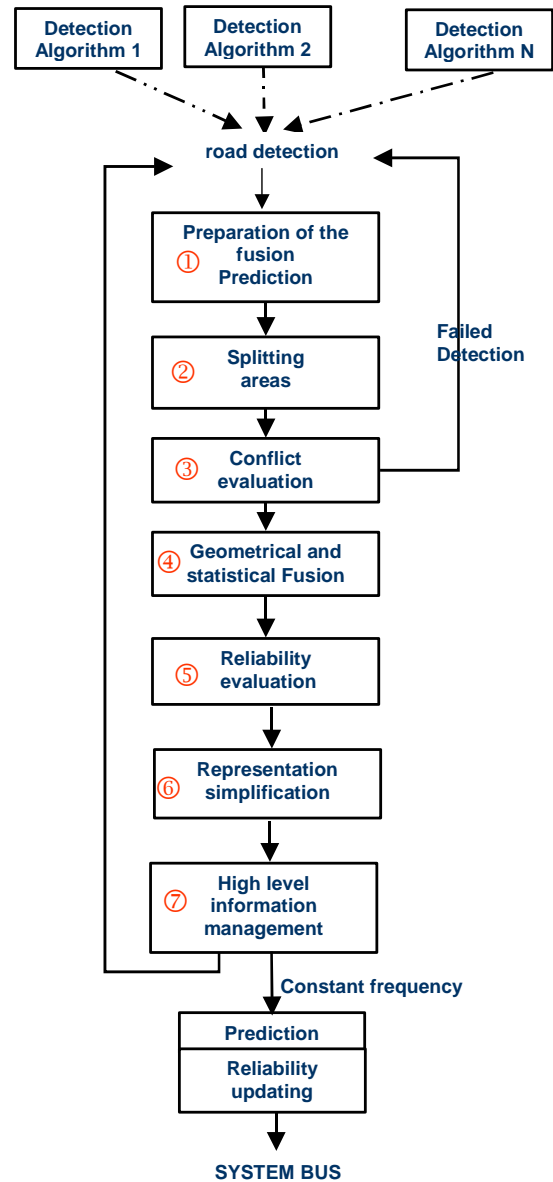 Detection
Algorithm 1
Detection
Algorithm 2
Detection
Algorithm N
road detection
Preparation of the
fusion
① Prediction
② Splitting
areas
Failed
Detection
③ Conflict
evaluation
④ Geometrical and
statistical Fusion
⑤ Reliability
evaluation
⑥ Representation
simplification
⑦ High level
information
management
Constant frequency
Prediction
Reliability
updating
SYSTEM BUS